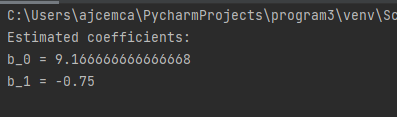 C:\Users\ajcemca\PycharmProjects\program3\venv\Sc
Estimated coefficients:
b_0 = 9.166666666666668
b_1 = -0.75